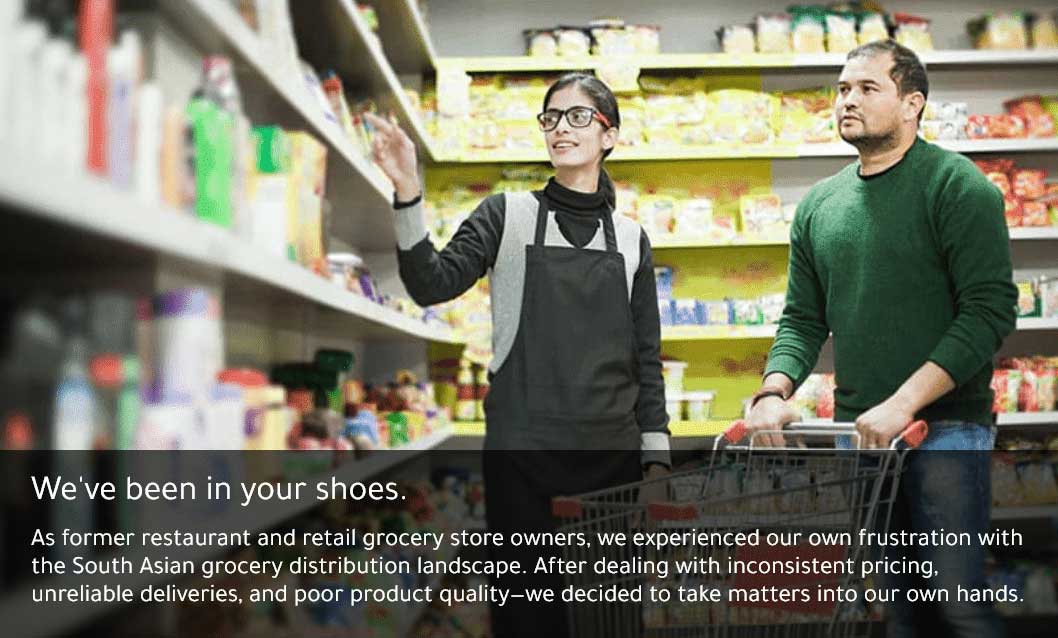 We've been in your shoes.
As former restaurant and retail grocery store owners, we experienced our own frustration with
the South Asian grocery distribution landscape. After dealing with inconsistent pricing,
unreliable deliveries, and poor product quality—we decided to take matters into our own hands.